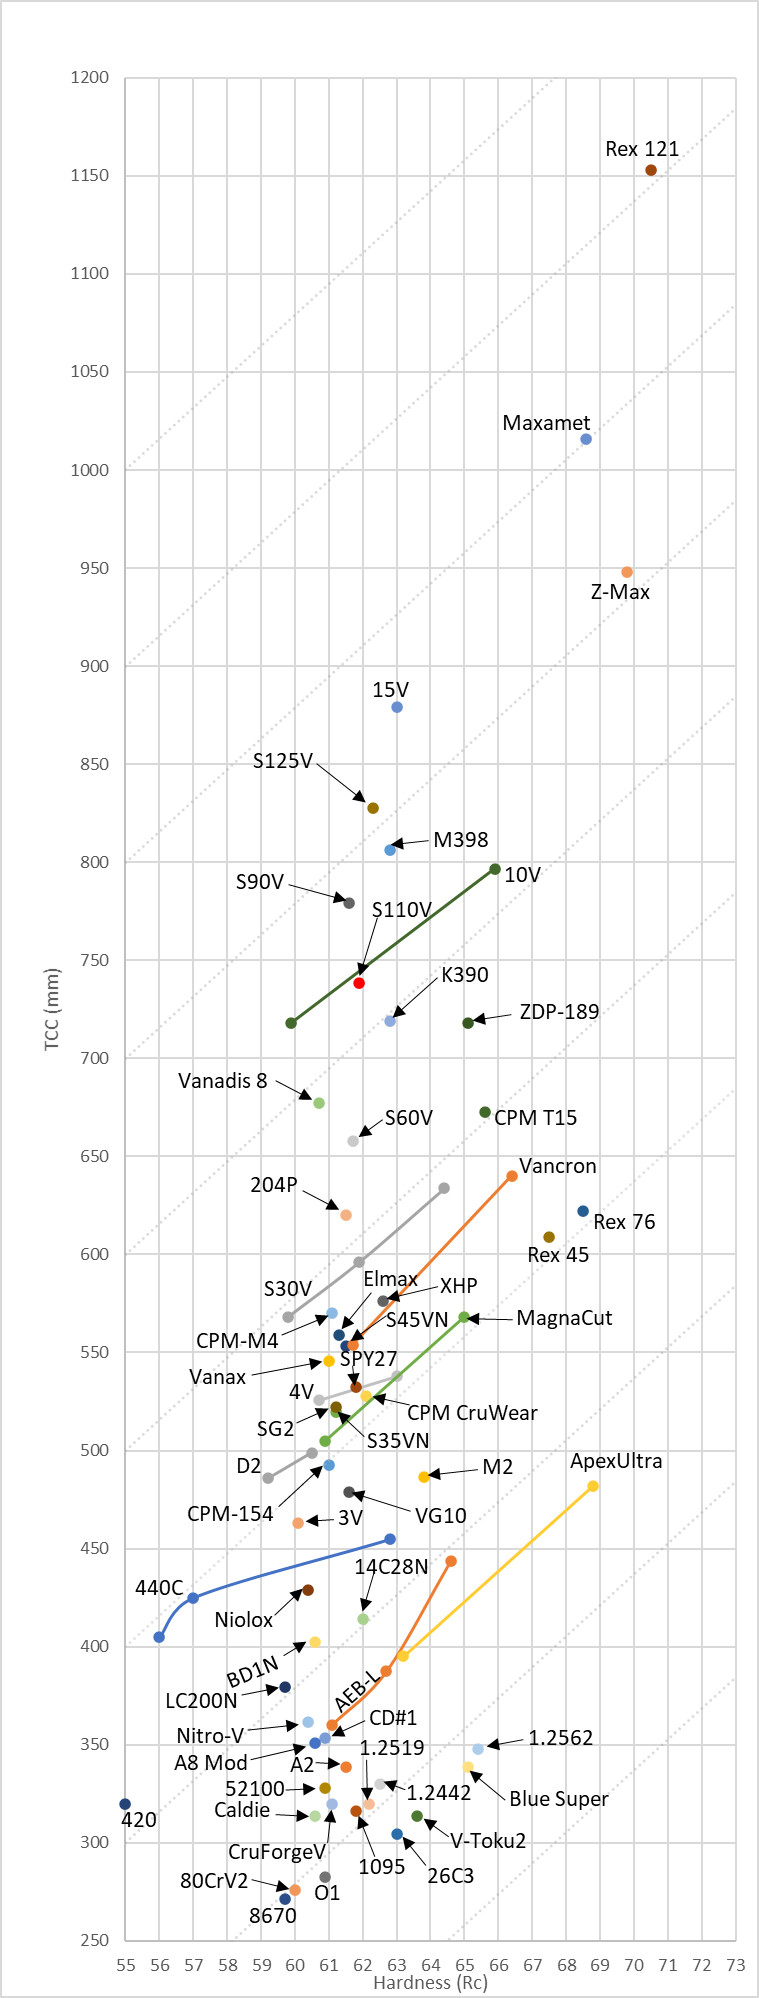 1200
Rex 121
1150
1100
1050
Maxamet
1000
950
Z-Max
900
15V
850
S125V
M398
800
10V
S90V
S110V
750
K390
ZDP-189
TCC (mm)
700
Vanadis 8
S60V
CPM T15
650
Vancron
204P
Rex 76
Rex 45
600
Elmax
XHP
S30V
S45VN
MagnaCut
CPM-M4
550
SPY27
Vanax
4V
CPM CruWear
SG2
S35VN
500
D2
M2
ApexUltra
CPM-154
VG10
3V
450
14C28N
440C
Niolox
400
BD1N
AEB-L
LC200N
CD#1
Nitro-V
1.2562
350
A8 Mod
A2
1.2519
52100
1.2442
Blue Super
Caldie
420
300
CruForgeV
1095
V-Toku2
26C3
80CrV2
O1
8670
250
55 56 57 58 59 60 61 62 63 64 65 66 67 68 69 70 71 72 73
Hardness (Rc)